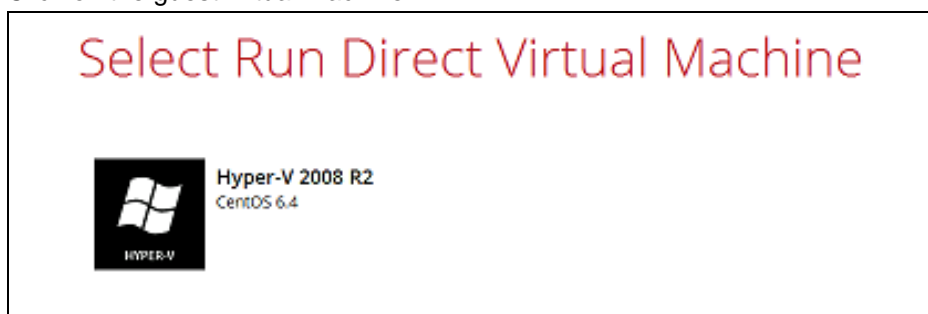 Select Run Direct Virtual Machine
Hyper-V 2008 R2
CentOS 6.4
HYPER-V